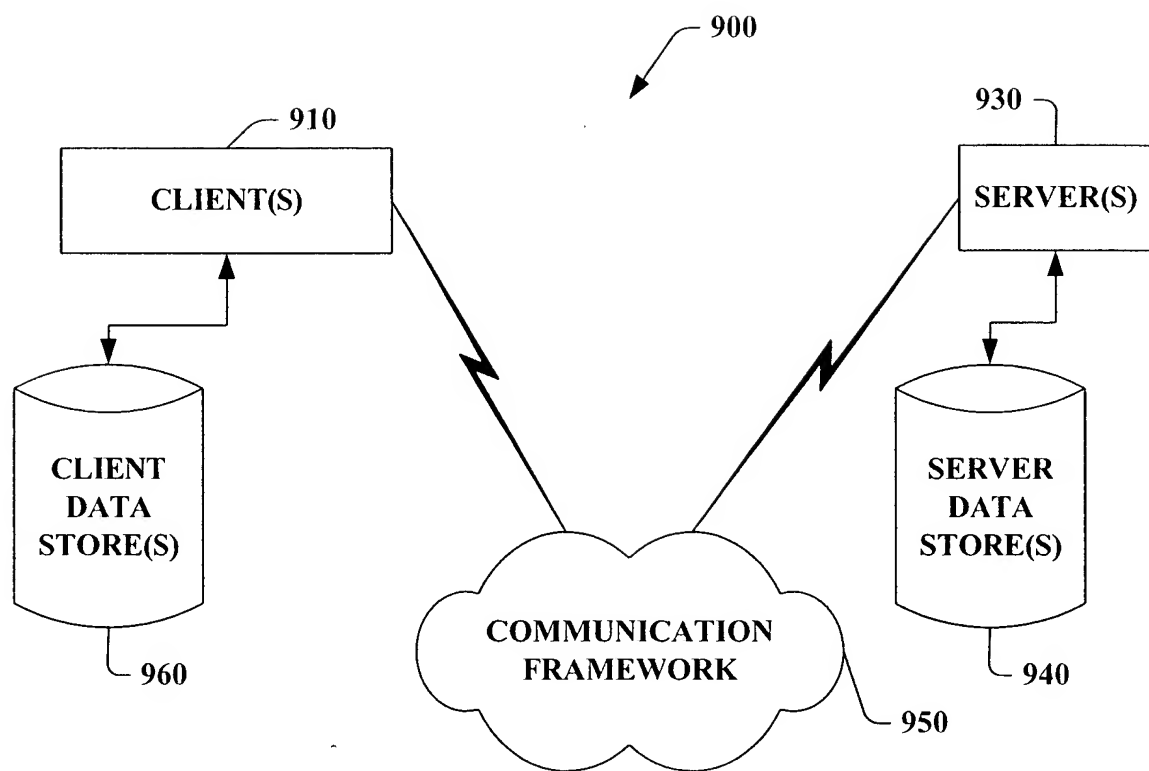 900
910
930
CLIENT(S)
SERVER(S)
CLIENT
DATA
STORE(S)
SERVER
DATA
STORE(S)
COMMUNICATION
FRAMEWORK
960
940
950